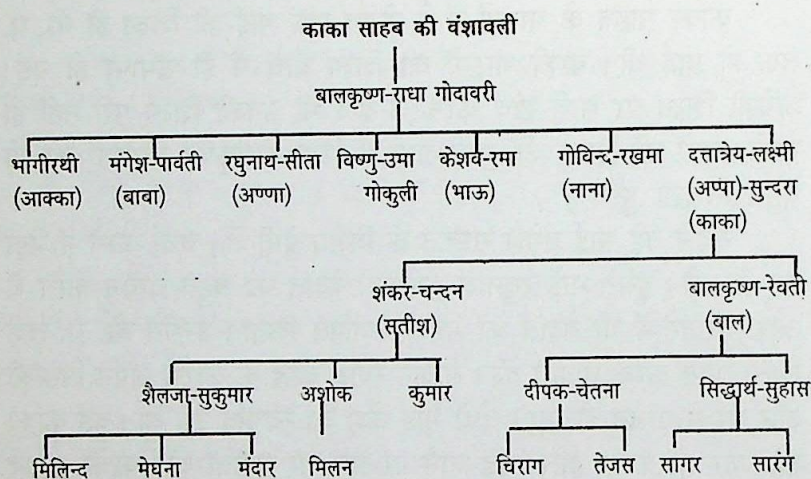 काका साहब की वंशावली
बालकृष्ण-राधा गोदावरी
भागीरथी मंगेश-पार्वती रघुनाथ-सीता विष्णु-उमा केशव-रमा गोविन्द-रखमा दत्तात्रेय-लक्ष्मी
(आक्का) (बाबा) (अण्णा) गोकुली (भाऊ) (नाना) (अप्पा)-सुन्दरा
(काका)
शंकर-चन्दन बालकृष्ण-रेवती
(सतीश) (बाल)
शैलजा-सुकुमार अशोक कुमार दीपक-चेतना सिद्धार्थ-सुहास
मिलिन्द मेघना मंदार मिलन चिराग तेजस सागर सारंग